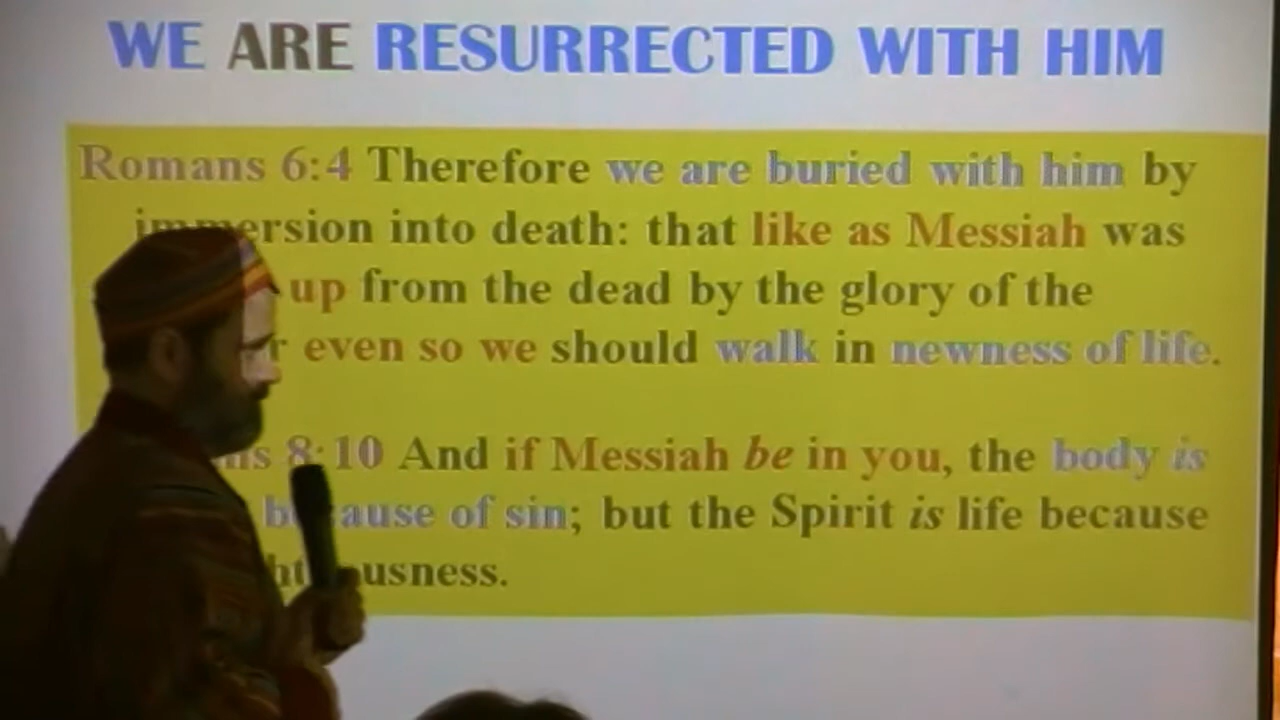 WE ARE RESURRECTED WITH HIM
Romans 6:4 Therefore we are buried with him by
immersion into death: that like as Messiah was
up from the dead by the glory of the
even so we should walk in newness of life.
8:10 And if Messiah be in you, the body is
because of sin; but the Spirit is life because